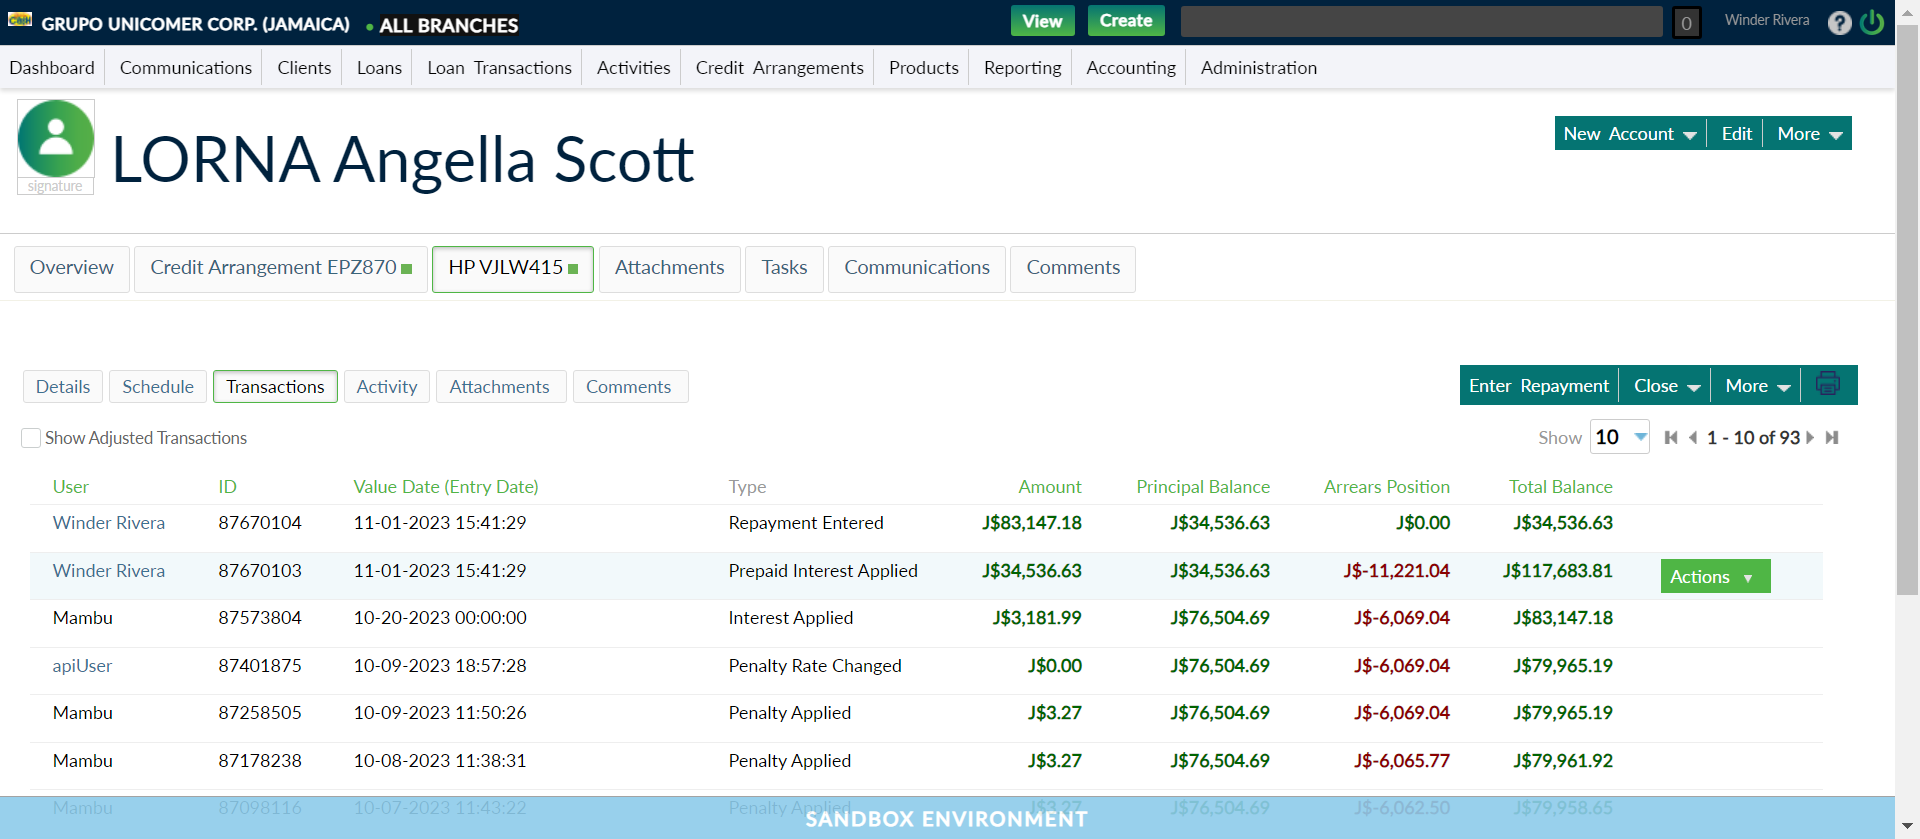 CaSH GRUPO UNICOMER CORP. (JAMAICA) ● ALL BRANCHES View Create 0 Winder Rivera ?
Dashboard Communications Clients Loans Loan Transactions Activities Credit Arrangements Products Reporting Accounting Administration
LORNA Angella Scott
signature
New Account Edit More
Overview Credit Arrangement EPZ870 HP VJLW415 Attachments Tasks Communications Comments
Details Schedule Transactions Activity Attachments Comments
Enter Repayment Close More
Show Adjusted Transactions
Show 10 1 - 10 of 93
User ID Value Date (Entry Date) Type Amount Principal Balance Arrears Position Total Balance
Winder Rivera 87670104 11-01-2023 15:41:29 Repayment Entered J$83,147.18 J$34,536.63 J$0.00 J$34,536.63
Winder Rivera 87670103 11-01-2023 15:41:29 Prepaid Interest Applied J$34,536.63 J$34,536.63 J$-11,221.04 J$117,683.81 Actions
Mambu 87573804 10-20-2023 00:00:00 Interest Applied J$3,181.99 J$76,504.69 J$-6,069.04 J$83,147.18
apiUser 87401875 10-09-2023 18:57:28 Penalty Rate Changed J$0.00 J$76,504.69 J$-6,069.04 J$79,965.19
Mambu 87258505 10-09-2023 11:50:26 Penalty Applied J$3.27 J$76,504.69 J$-6,069.04 J$79,965.19
Mambu 87178238 10-08-2023 11:38:31 Penalty Applied J$3.27 J$76,504.69 J$-6,065.77 J$79,961.92
Mambu 87098116 10-07-2023 11:43:22 Penalty Applied J$3.27 J$76,504.69 J$-6,062.50 J$79,958.65
SANDBOX ENVIRONMENT